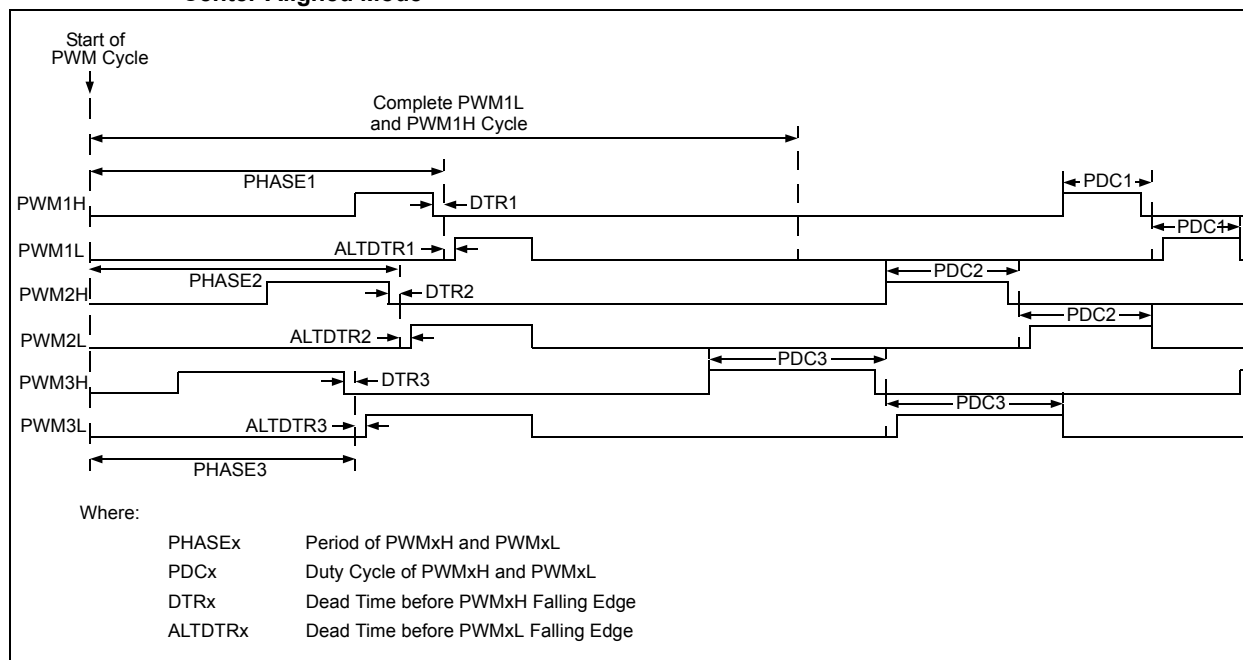 Center-Aligned Mode
Start of
PWM Cycle
Complete PWM1L
and PWM1H Cycle
PHASE1
PDC1
PWM1H
DTR1
PDC1
PWM1L
ALTDTR1
PHASE2
PDC2
PWM2H
DTR2
PDC2
PWM2L
ALTDTR2
PDC3
PWM3H
DTR3
PDC3
PWM3L
ALTDTR3
PHASE3
Where:
PHASEx Period of PWMxH and PWMxL
PDCx Duty Cycle of PWMxH and PWMxL
DTRx Dead Time before PWMxH Falling Edge
ALTDTRx Dead Time before PWMxL Falling Edge